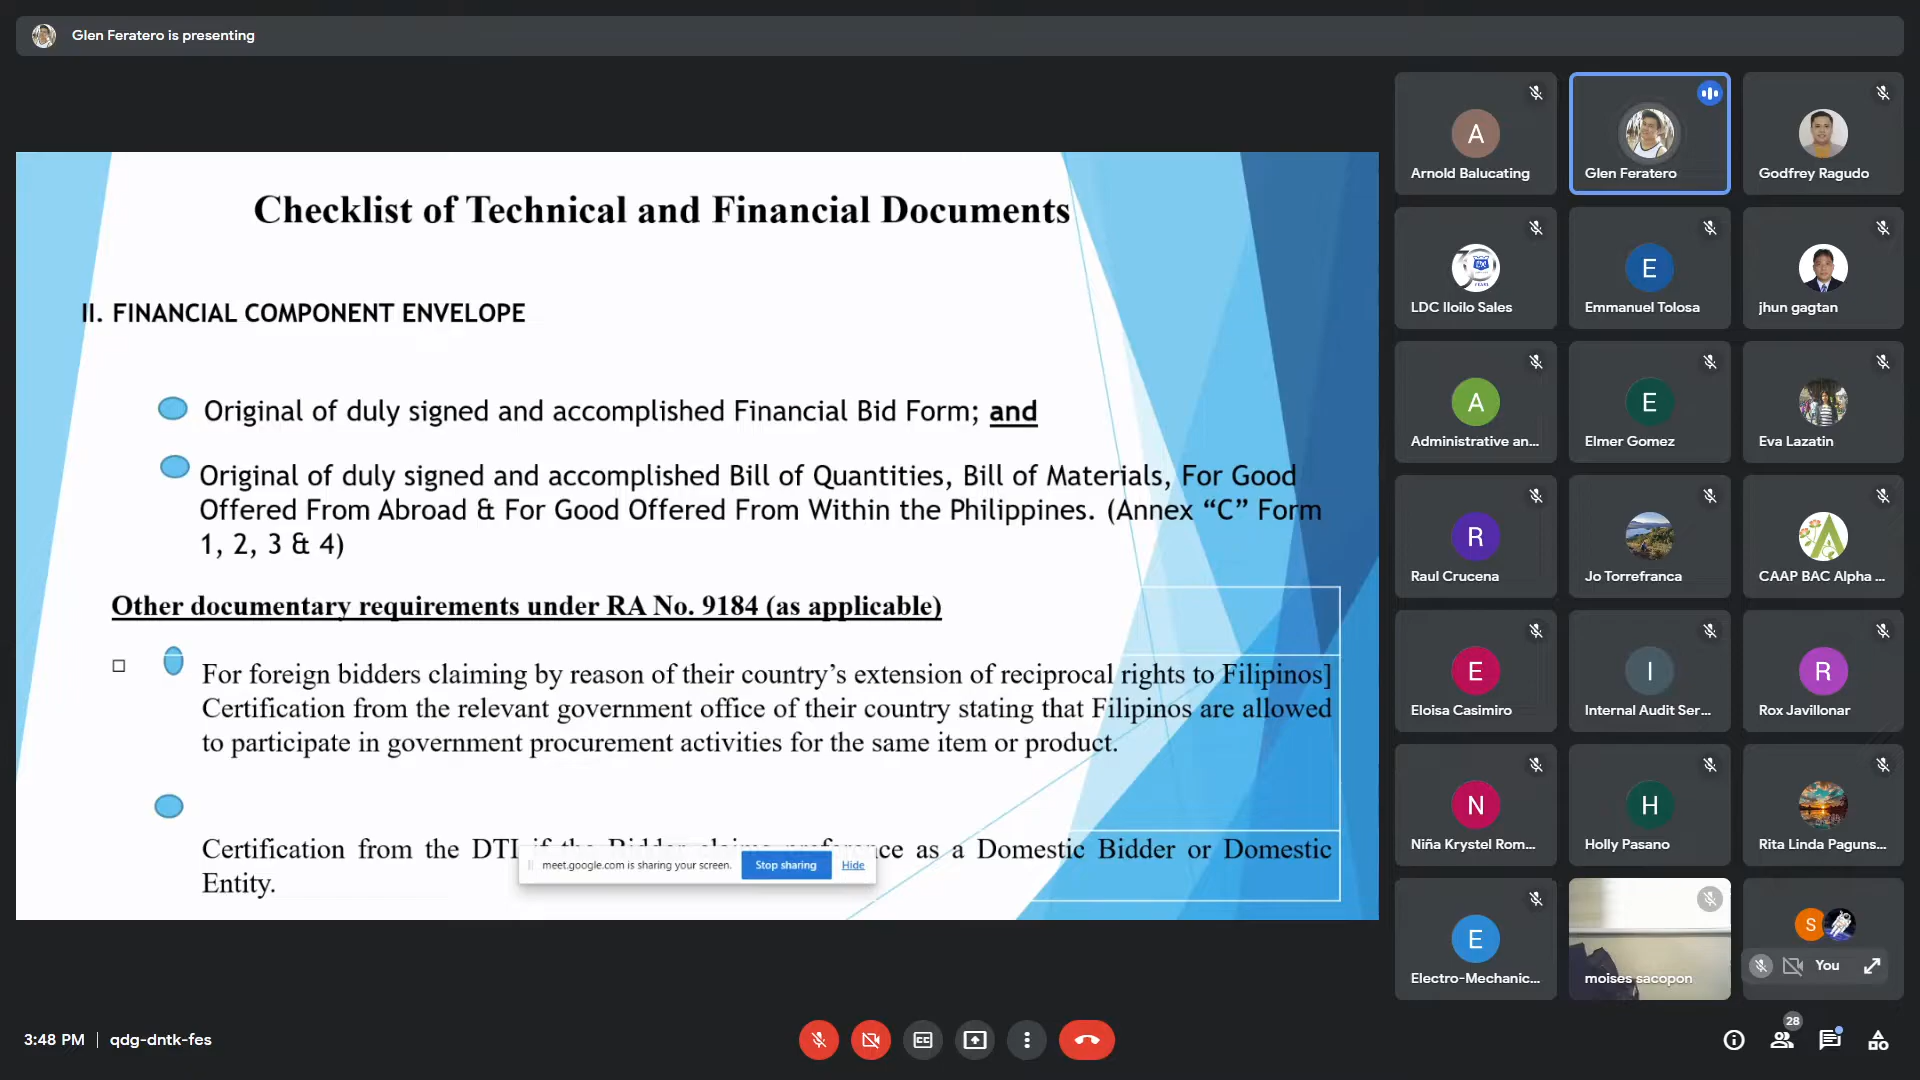 Glen Feratero is presenting
Checklist of Technical and Financial Documents
II. FINANCIAL COMPONENT ENVELOPE
Original of duly signed and accomplished Financial Bid Form; and
Original of duly signed and accomplished Bill of Quantities, Bill of Materials, For Good
Offered From Abroad & For Good Offered From Within the Philippines. (Annex “C” Form
1, 2, 3 & 4)
Other documentary requirements under RA No. 9184 (as applicable)
For foreign bidders claiming by reason of their country’s extension of reciprocal rights to Filipinos]
Certification from the relevant government office of their country stating that Filipinos are allowed
to participate in government procurement activities for the same item or product.
Certification from the DTI if the Bidder claims preference as a Domestic Bidder or Domestic
Entity.
meet.google.com is sharing your screen.
Stop sharing
Hide
A
Arnold Balucating
Glen Feratero
Godfrey Ragudo
LDC Iloilo Sales
E
Emmanuel Tolosa
jhun gagtan
A
Administrative an...
E
Elmer Gomez
Eva Lazatin
R
Raul Crucena
Jo Torrefranca
CAAP BAC Alpha ...
E
Eloisa Casimiro
I
Internal Audit Ser...
R
Rox Javillonar
N
Niña Krystel Rom...
H
Holly Pasano
Rita Linda Paguns...
E
Electro-Mechanic...
moises sacopon
S
You
3:48 PM | qdg-dntk-fes
28